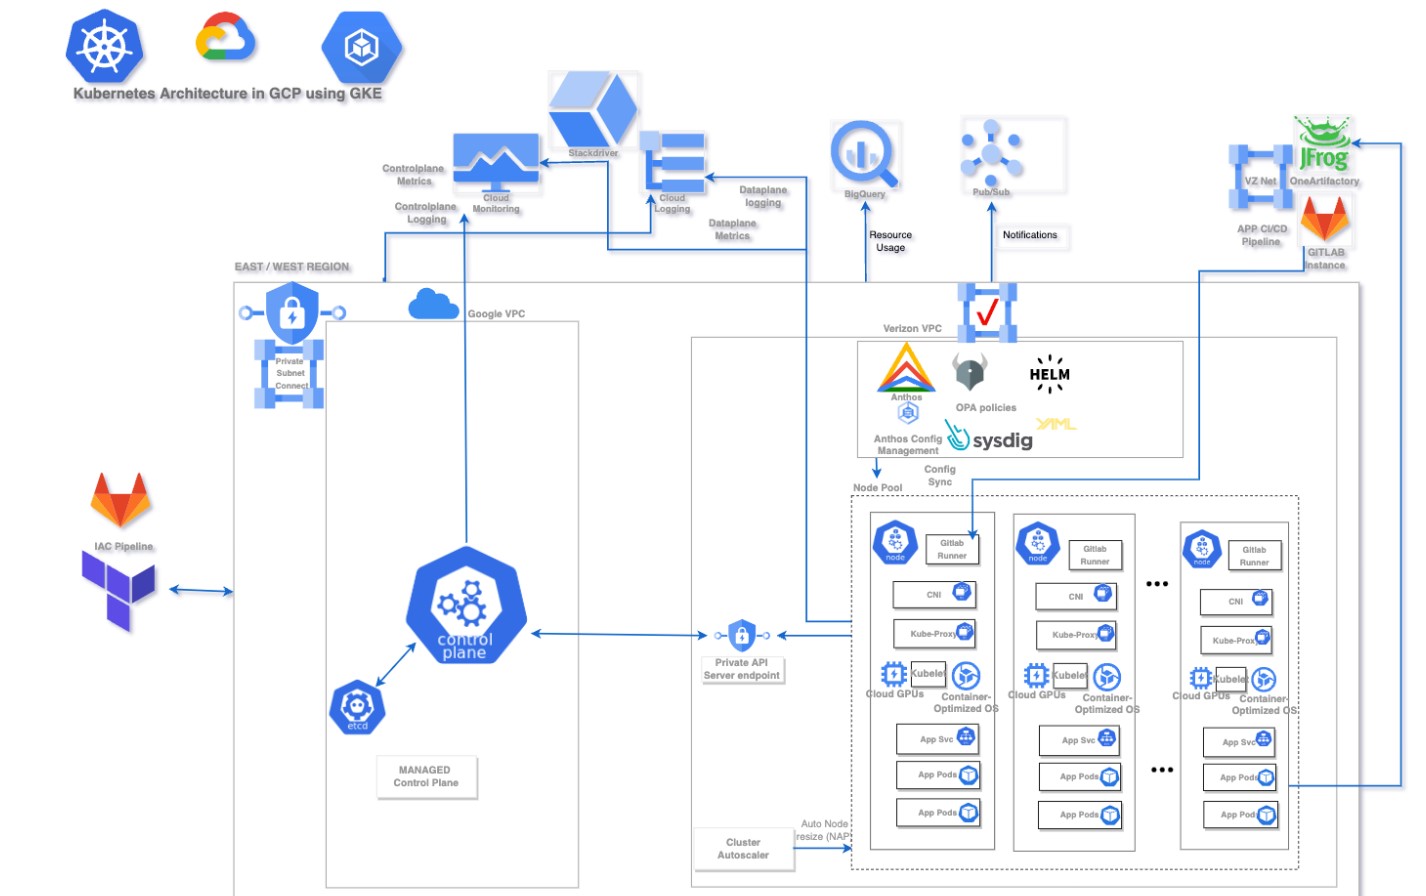 Kubernetes Architecture in GCP using GKE
Stackdriver
Controlplane
Metrics
Cloud
Monitoring
Controlplane
Logging
Cloud
Logging
Dataplane
logging
Dataplane
Metrics
BigQuery
Resource
Usage
Pub/Sub
Notifications
JFrog
VZ Net
OneArtifactory
APP CI/CD
Pipeline
GITLAB
Instance
EAST / WEST REGION
Google VPC
Private
Subnet
Connect
Verizon VPC
Anthos
OPA policies
HELM
Anthos Config
Management
sysdig
YAML
Config
Sync
Node Pool
IAC Pipeline
control
plane
etcd
MANAGED
Control Plane
Private API
Server endpoint
Cluster
Autoscaler
Auto Node
resize (NAP
node
Gitlab
Runner
CNI
Kube-Proxy
Cloud GPUs
Kubelet
Container-
Optimized OS
App Svc
App Pods
App Pods
node
Gitlab
Runner
CNI
Kube-Proxy
Cloud GPUs
Kubelet
Container-
Optimized OS
App Svc
App Pods
App Pods
...
...
node
Gitlab
Runner
CNI
Kube-Proxy
Cloud GPUs
Kubelet
Container-
Optimized OS
App Svc
App Pods
App Pods